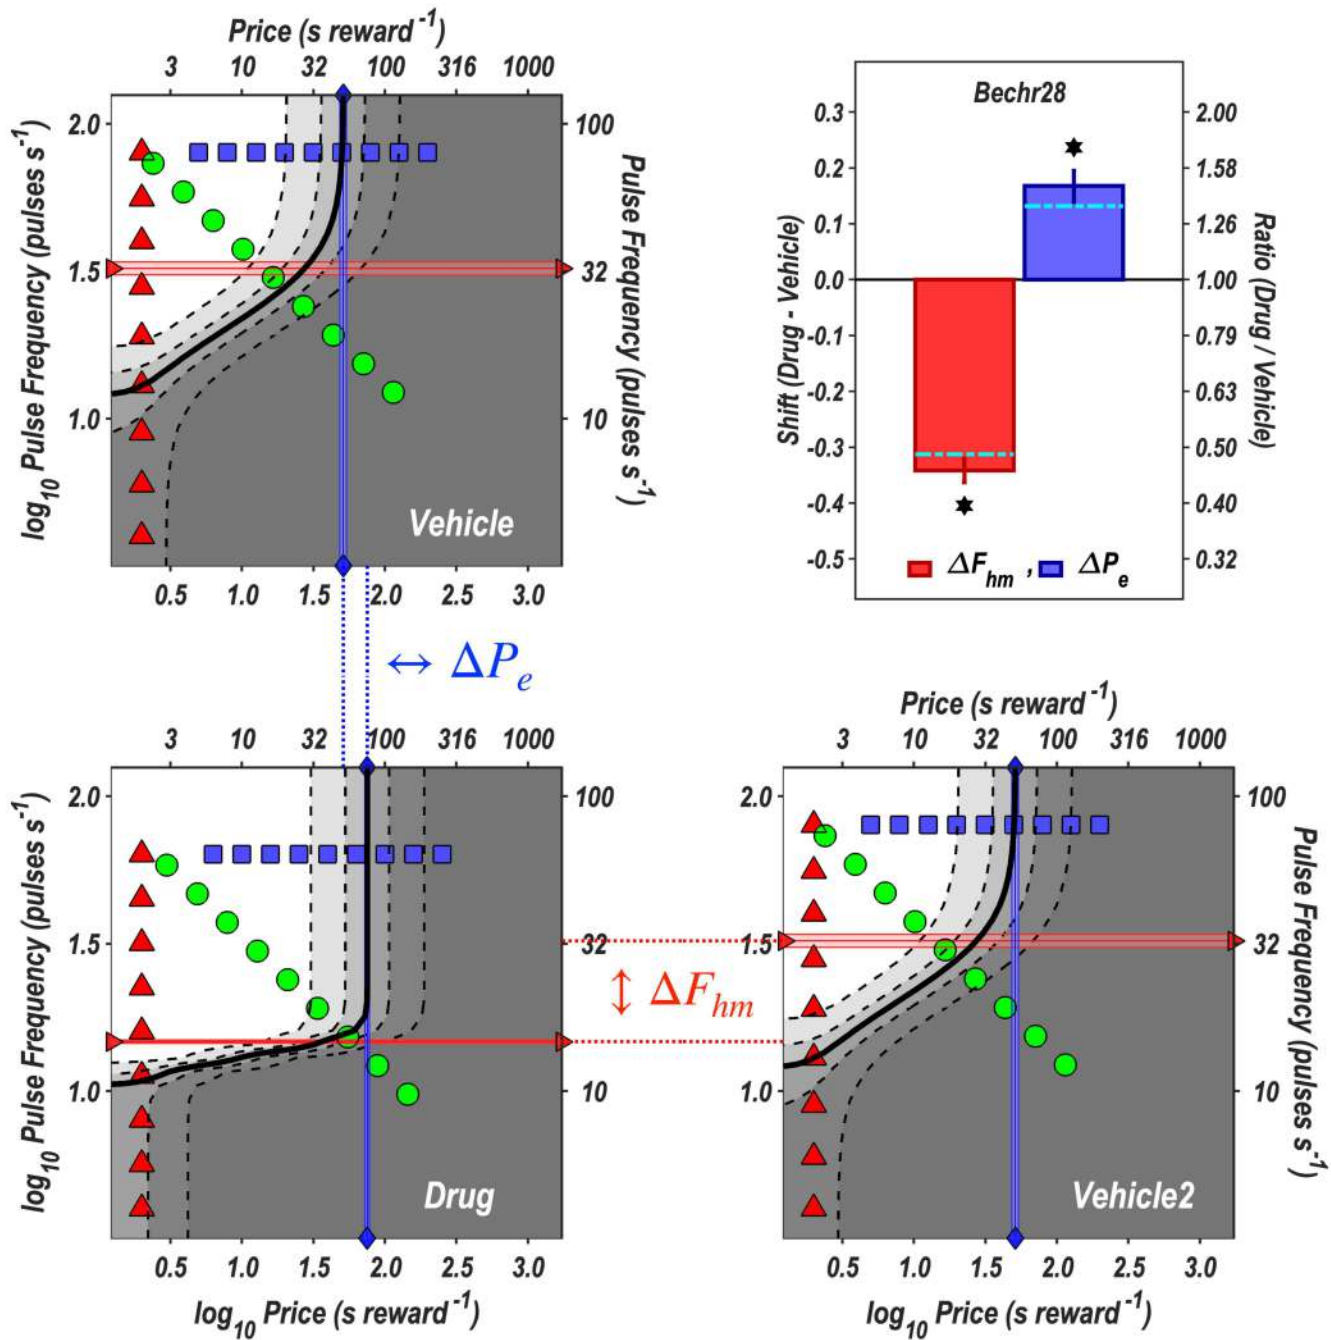 Price (s reward⁻¹)
3 10 32 100 316 1000
log₁₀ Pulse Frequency (pulses s⁻¹)
2.0
1.5
1.0
100
32
10
Pulse Frequency (pulses s⁻¹)
Vehicle
0.5 1.0 1.5 2.0 2.5 3.0
Bechr28
Shift (Drug - Vehicle)
0.3
0.2
0.1
0.0
-0.1
-0.2
-0.3
-0.4
-0.5
2.00
1.58
1.26
1.00
0.79
0.63
0.50
0.40
0.32
Ratio (Drug / Vehicle)
ΔF_hm , ΔP_e
↔ ΔP_e
3 10 32 100 316 1000
log₁₀ Pulse Frequency (pulses s⁻¹)
2.0
1.5
1.0
100
32
10
Drug
0.5 1.0 1.5 2.0 2.5 3.0
log₁₀ Price (s reward⁻¹)
↕ ΔF_hm
Price (s reward⁻¹)
3 10 32 100 316 1000
2.0
1.5
1.0
100
32
10
Pulse Frequency (pulses s⁻¹)
Vehicle2
0.5 1.0 1.5 2.0 2.5 3.0
log₁₀ Price (s reward⁻¹)